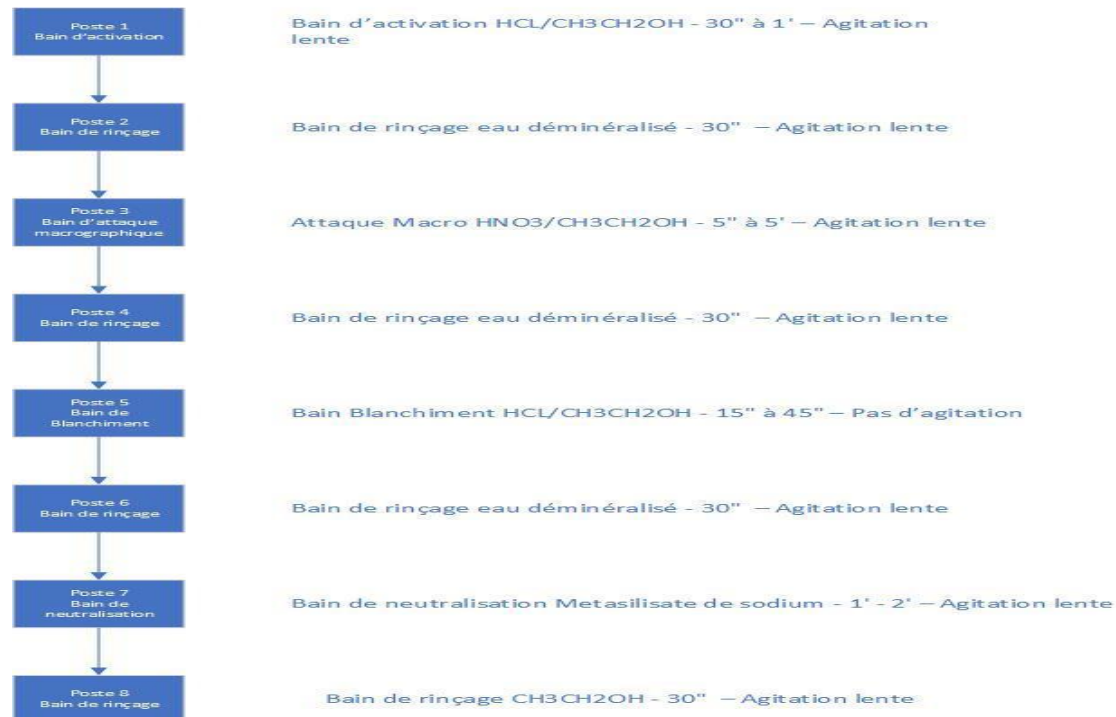 Poste 1
Bain d'activation
Bain d'activation HCL/CH3CH2OH - 30" à 1' – Agitation
lente
Poste 2
Bain de rinçage
Bain de rinçage eau déminéralisé - 30" – Agitation lente
Poste 3
Bain d'attaque
macrographique
Attaque Macro HNO3/CH3CH2OH - 5" à 5' – Agitation lente
Poste 4
Bain de rinçage
Bain de rinçage eau déminéralisé - 30" – Agitation lente
Poste 5
Bain de
Blanchiment
Bain Blanchiment HCL/CH3CH2OH - 15" à 45" – Pas d'agitation
Poste 6
Bain de rinçage
Bain de rinçage eau déminéralisé - 30" – Agitation lente
Poste 7
Bain de
neutralisation
Bain de neutralisation Metasilisate de sodium - 1' - 2' – Agitation lente
Poste 8
Bain de rinçage
Bain de rinçage CH3CH2OH - 30" – Agitation lente